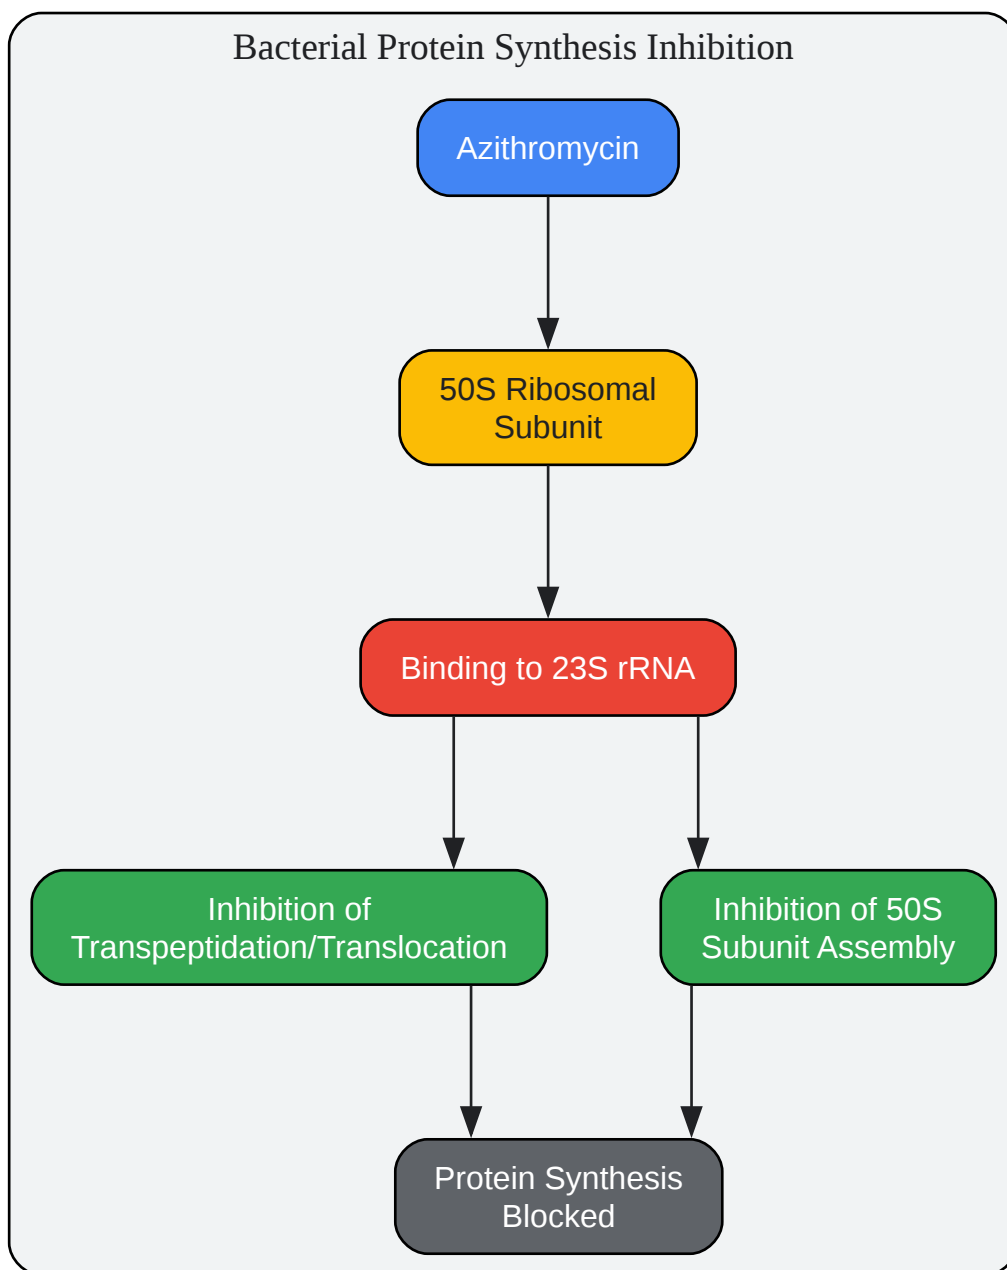 Bacterial Protein Synthesis Inhibition
Azithromycin
50S Ribosomal
Subunit
Binding to 23S rRNA
Inhibition of
Transpeptidation/Translocation
Inhibition of 50S
Subunit Assembly
Protein Synthesis
Blocked